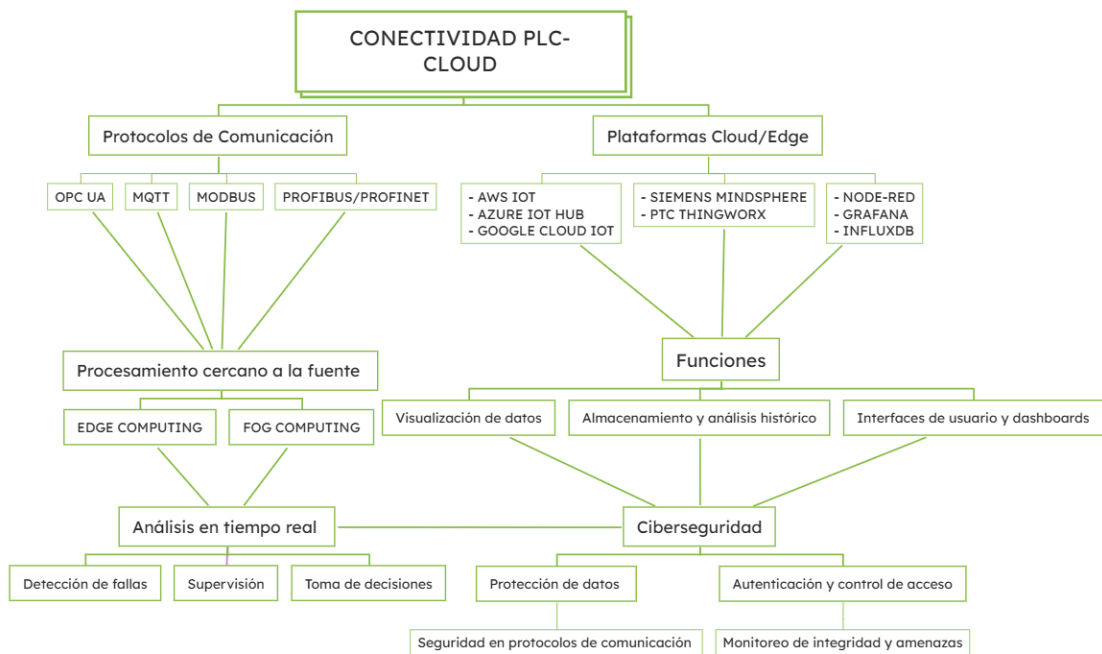 CONECTIVIDAD PLC-
CLOUD
Protocolos de Comunicación
Plataformas Cloud/Edge
OPC UA
MQTT
MODBUS
PROFIBUS/PROFINET
- AWS IOT
- AZURE IOT HUB
- GOOGLE CLOUD IOT
- SIEMENS MINDSPHERE
- PTC THINGWORX
- NODE-RED
- GRAFANA
- INFLUXDB
Procesamiento cercano a la fuente
Funciones
EDGE COMPUTING
FOG COMPUTING
Visualización de datos
Almacenamiento y análisis histórico
Interfaces de usuario y dashboards
Análisis en tiempo real
Ciberseguridad
Detección de fallas
Supervisión
Toma de decisiones
Protección de datos
Autenticación y control de acceso
Seguridad en protocolos de comunicación
Monitoreo de integridad y amenazas